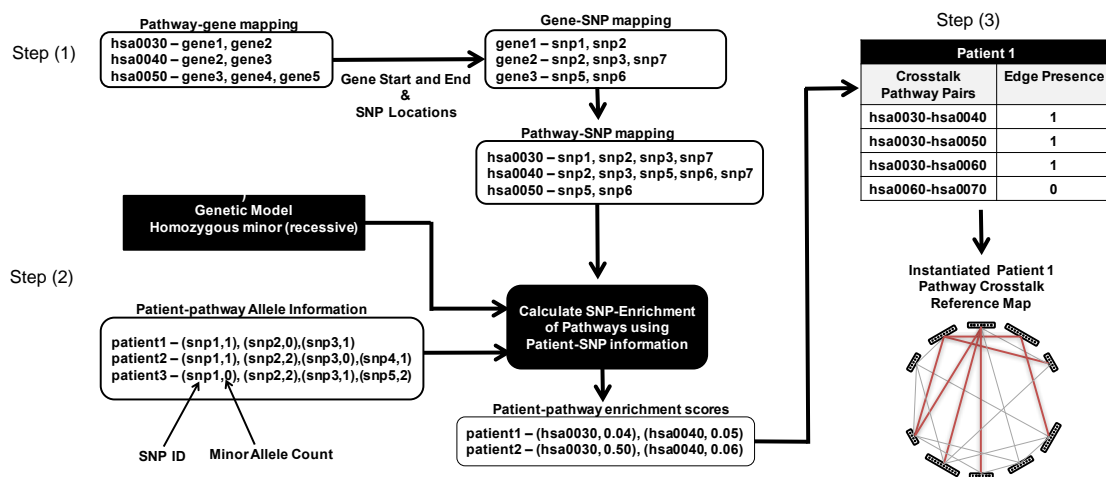 Step (1)
Pathway-gene mapping
hsa0030 – gene1, gene2
hsa0040 – gene2, gene3
hsa0050 – gene3, gene4, gene5
Gene Start and End
&
SNP Locations
Gene-SNP mapping
gene1 – snp1, snp2
gene2 – snp2, snp3, snp7
gene3 – snp5, snp6
Pathway-SNP mapping
hsa0030 – snp1, snp2, snp3, snp7
hsa0040 – snp2, snp3, snp5, snp6, snp7
hsa0050 – snp5, snp6
Step (2)
Genetic Model
Homozygous minor (recessive)
Patient-pathway Allele Information
patient1 – (snp1,1), (snp2,0),(snp3,1)
patient2 – (snp1,1), (snp2,2),(snp3,0),(snp4,1)
patient3 – (snp1,0), (snp2,2),(snp3,1),(snp5,2)
SNP ID
Minor Allele Count
Calculate SNP-Enrichment
of Pathways using
Patient-SNP information
Patient-pathway enrichment scores
patient1 – (hsa0030, 0.04), (hsa0040, 0.05)
patient2 – (hsa0030, 0.50), (hsa0040, 0.06)
Step (3)
Patient 1
Crosstalk Pathway Pairs Edge Presence
hsa0030-hsa0040 1
hsa0030-hsa0050 1
hsa0030-hsa0060 1
hsa0060-hsa0070 0
Instantiated Patient 1
Pathway Crosstalk
Reference Map